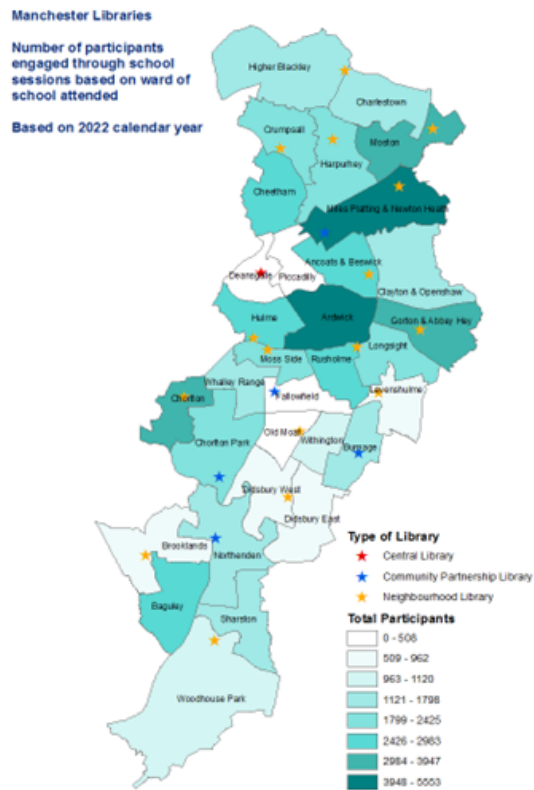 Manchester Libraries
Number of participants
engaged through school
sessions based on ward of
school attended
Based on 2022 calendar year
Higher Blackley
Charlestown
Crumpsall
Moston
Harpurhey
Cheetham
Miles Platting & Newton Heath
Ancoats & Beswick
Deansgate
Piccadilly
Clayton & Openshaw
Hulme
Ardwick
Gorton & Abbey Hey
Longsight
Moss Side
Rusholme
Whalley Range
Levenshulme
Chorlton
Fallowfield
Old Moat
Withington
Chorlton Park
Burnage
Didsbury West
Didsbury East
Brooklands
Northenden
Baguley
Sharston
Woodhouse Park
Type of Library
Central Library
Community Partnership Library
Neighbourhood Library
Total Participants
0 - 508
509 - 962
963 - 1120
1121 - 1798
1799 - 2425
2426 - 2983
2984 - 3947
3948 - 5553